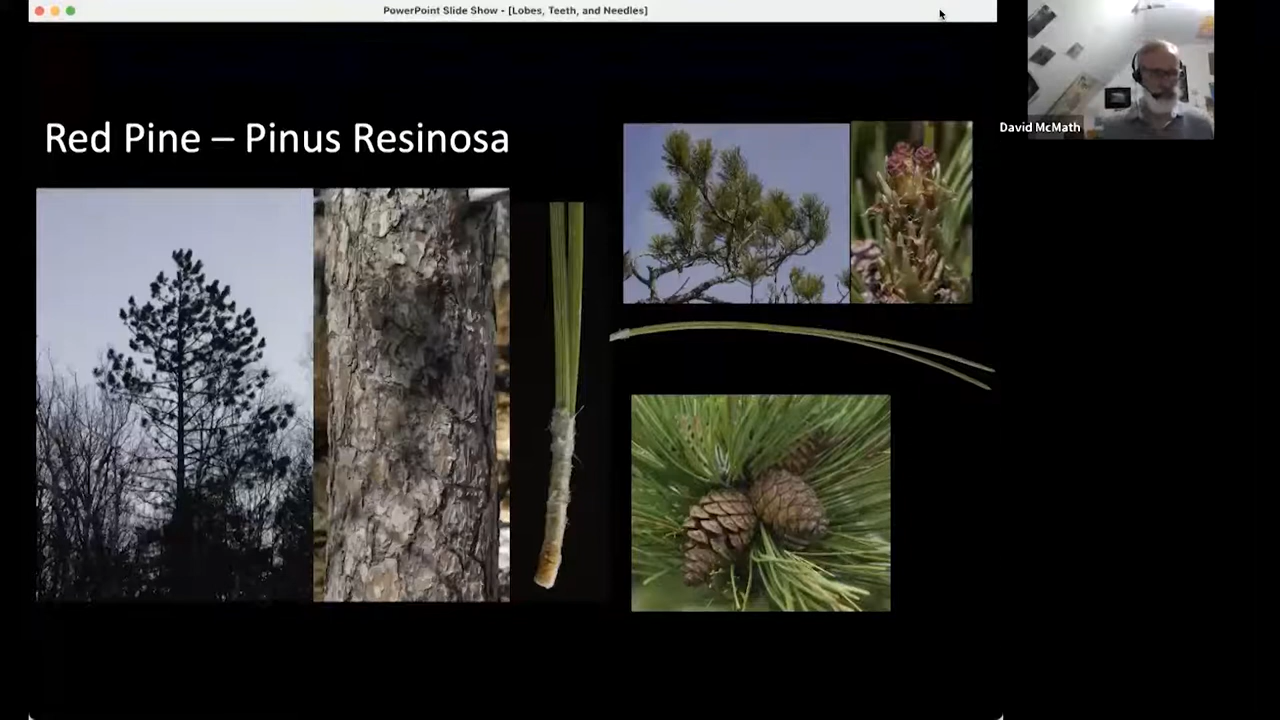 PowerPoint Slide Show - [Lobes, Teeth, and Needles]
Red Pine – Pinus Resinosa
David McMath